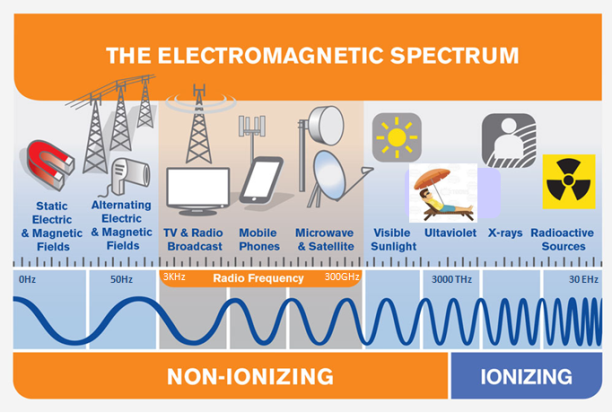 THE ELECTROMAGNETIC SPECTRUM
Static
Electric
& Magnetic
Fields
Alternating
Electric
& Magnetic
Fields
TV & Radio
Broadcast
Mobile
Phones
Microwave
& Satellite
Visible
Sunlight
Ultaviolet
X-rays
Radioactive
Sources
0Hz
50Hz
3KHz
Radio Frequency
300GHz
3000 THz
30 EHz
NON-IONIZING
IONIZING